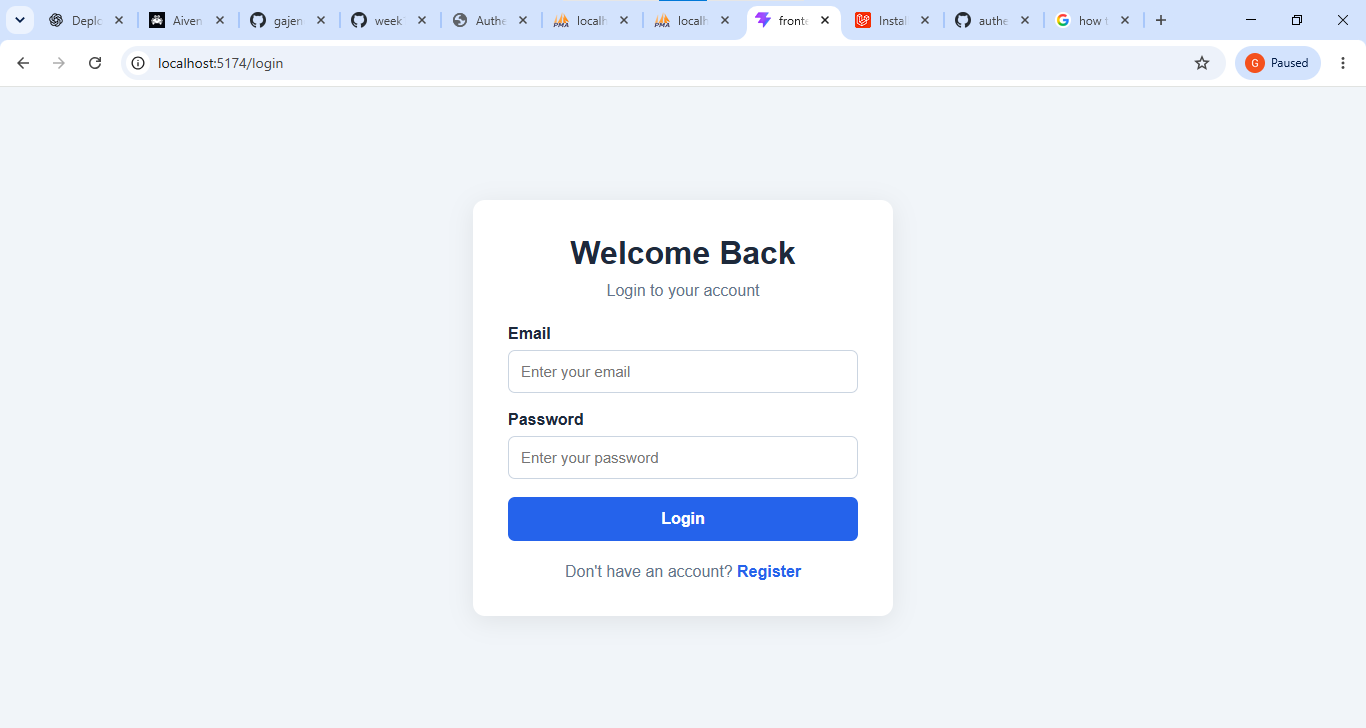 Deplo
Aiven
gajen
week
Authe
localh
localh
fronte
Instal
authe
how t
localhost:5174/login
G
Paused
Welcome Back
Login to your account
Email
Enter your email
Password
Enter your password
Login
Don't have an account? Register